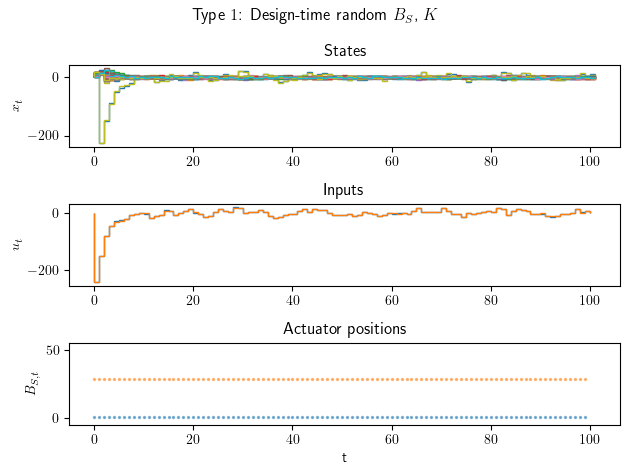 Type 1: Design-time random B_S, K
States
x_t
0
−200
0 20 40 60 80 100
Inputs
u_t
0
−200
0 20 40 60 80 100
Actuator positions
B_{S,t}
50
0
0 20 40 60 80 100
t